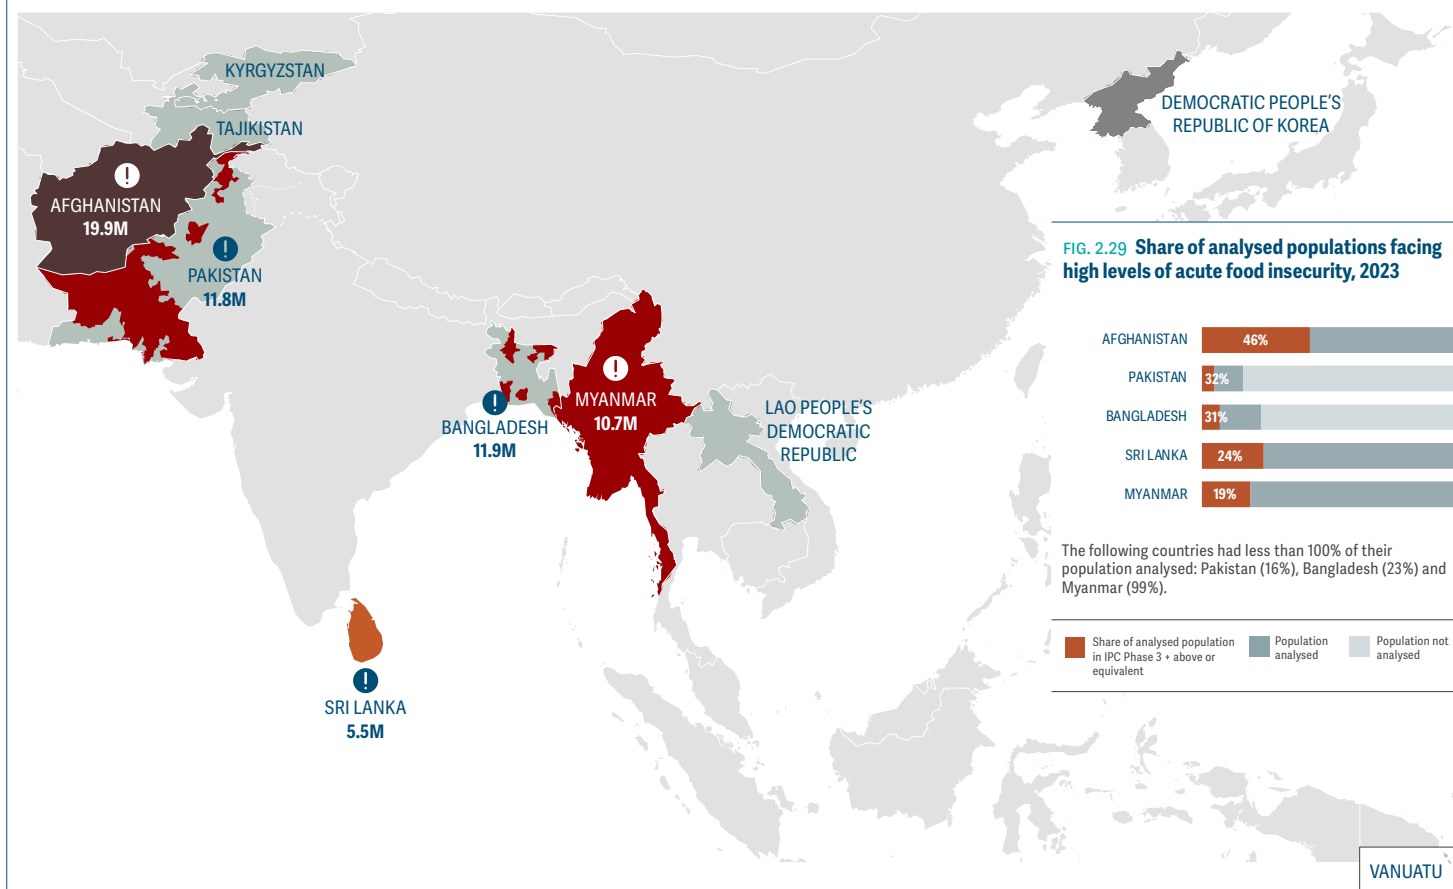 KYRGYZSTAN
TAJIKISTAN
DEMOCRATIC PEOPLE'S
REPUBLIC OF KOREA
!
AFGHANISTAN
19.9M
!
PAKISTAN
11.8M
!
MYANMAR
10.7M
!
BANGLADESH
11.9M
LAO PEOPLE'S
DEMOCRATIC
REPUBLIC
!
SRI LANKA
5.5M
FIG. 2.29 Share of analysed populations facing
high levels of acute food insecurity, 2023
AFGHANISTAN 46%
PAKISTAN 32%
BANGLADESH 31%
SRI LANKA 24%
MYANMAR 19%
The following countries had less than 100% of their
population analysed: Pakistan (16%), Bangladesh (23%) and
Myanmar (99%).
Share of analysed population
in IPC Phase 3 + above or
equivalent
Population
analysed
Population not
analysed
VANUATU